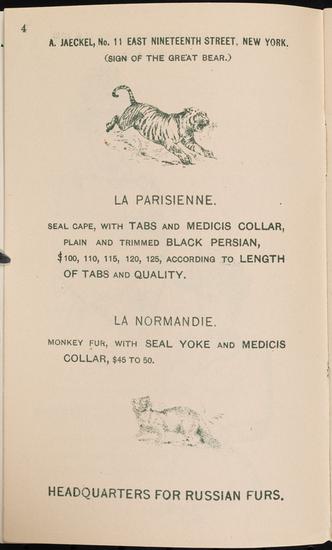 4
A. JAECKEL, No. 11 EAST NINETEENTH STREET, NEW YORK.
(SIGN OF THE GREAT BEAR.)
LA PARISIENNE.
SEAL CAPE, WITH TABS AND MEDICIS COLLAR,
PLAIN AND TRIMMED BLACK PERSIAN,
$100, 110, 115, 120, 125, ACCORDING TO LENGTH
OF TABS AND QUALITY.
LA NORMANDIE.
MONKEY FUR, WITH SEAL YOKE AND MEDICIS
COLLAR, $45 TO 50.
HEADQUARTERS FOR RUSSIAN FURS.